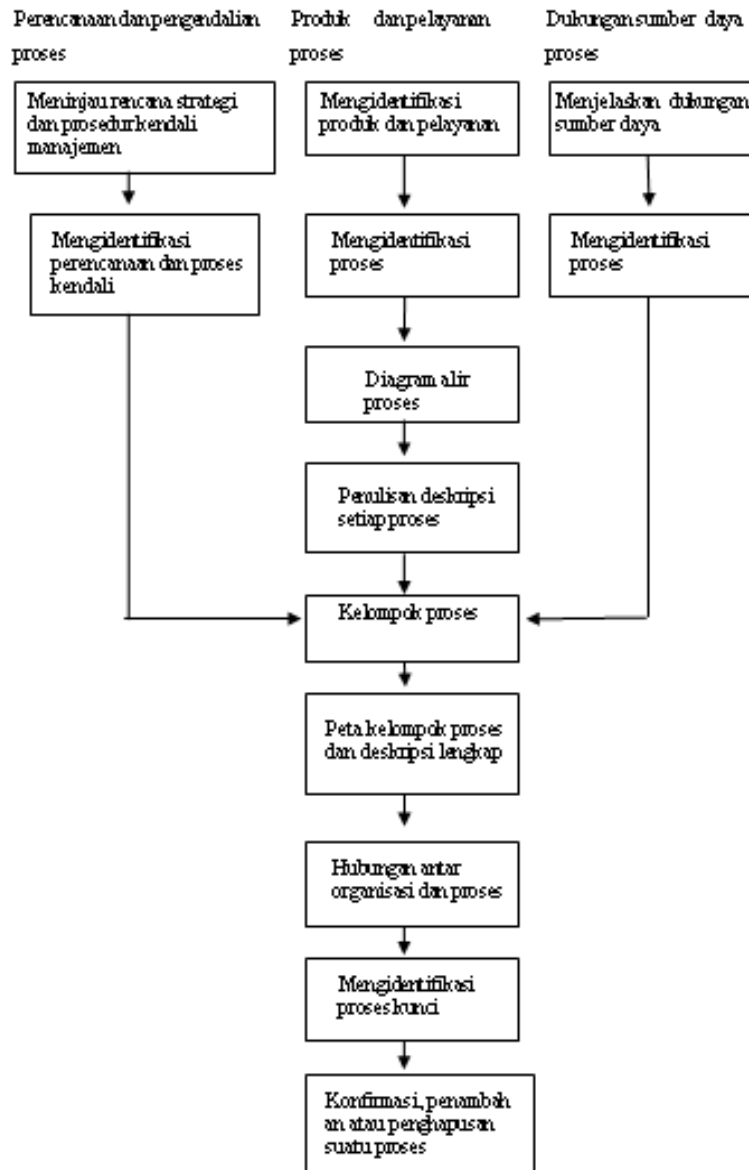 Perencanaan dan pengendalian
proses
Produk dan pelayanan
proses
Dukungan sumber daya
proses
Meninjau rencana strategi
dan prosedur kendali
manajemen
Mengidentifikasi
produk dan pelayanan
Menjelaskan dukungan
sumber daya
Mengidentifikasi
perencanaan dan proses
kendali
Mengidentifikasi
proses
Mengidentifikasi
proses
Diagram alir
proses
Penulisan deskripsi
setiap proses
Kelompok proses
Peta kelompok proses
dan deskripsi lengkap
Hubungan antar
organisasi dan proses
Mengidentifikasi
proses kunci
Konfirmasi, penambah
an atau penghapusan
suatu proses